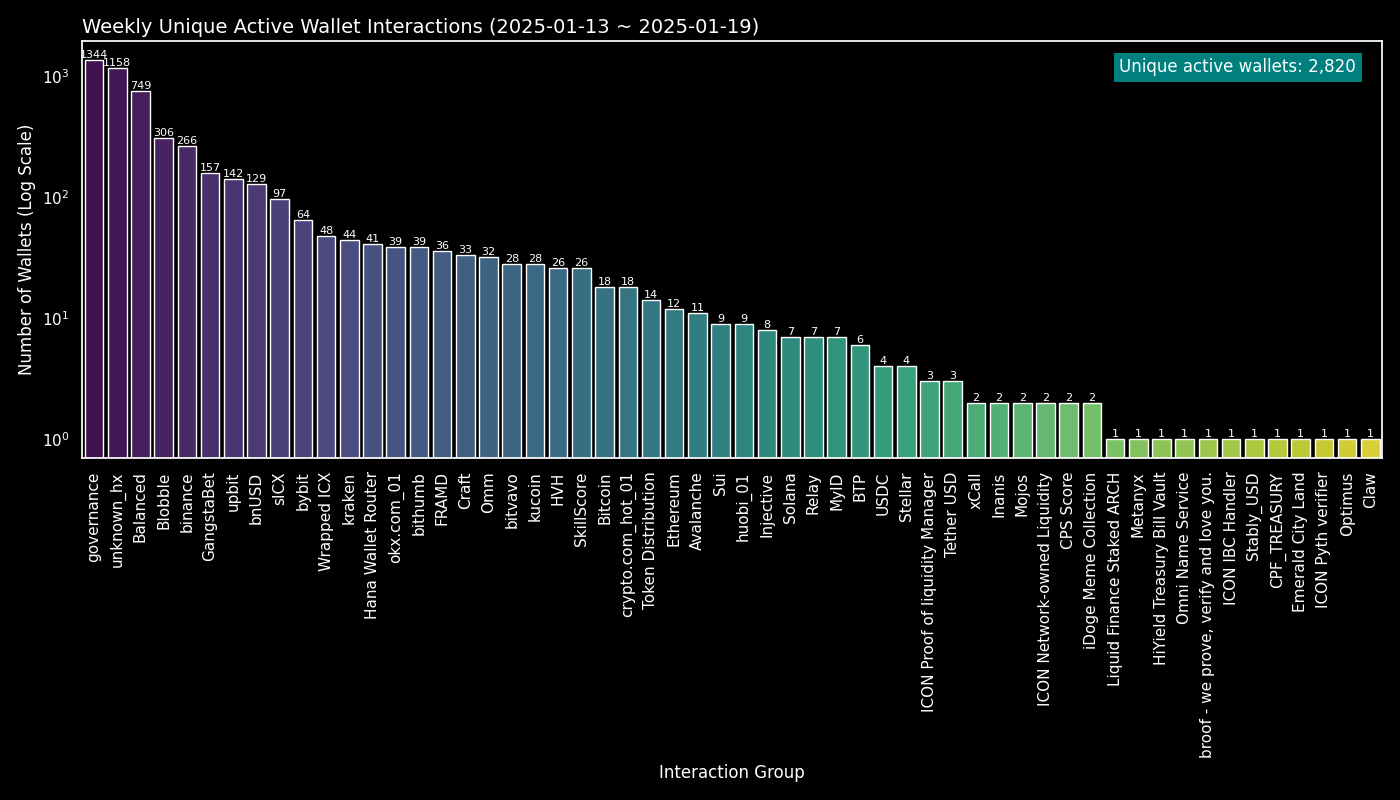 Weekly Unique Active Wallet Interactions (2025-01-13 ~ 2025-01-19)
Unique active wallets: 2,820
Number of Wallets (Log Scale)
10³
10²
10¹
10⁰
1344
1158
749
306
266
157
142
129
97
64
48
44
41
39
39
36
33
32
28
28
26
26
18
18
14
12
11
9
9
8
7
7
7
6
4
4
3
3
2
2
2
2
2
2
1
1
1
1
1
1
1
1
1
1
1
1
governance
unknown_hx
Balanced
Blobble
binance
GangstaBet
upbit
bnUSD
sICX
bybit
Wrapped ICX
kraken
Hana Wallet Router
okx.com_01
bithumb
FRAMD
Craft
Omm
bitvavo
kucoin
HVH
SkillScore
Bitcoin
crypto.com_hot_01
Token Distribution
Ethereum
Avalanche
Sui
huobi_01
Injective
Solana
Relay
MyID
BTP
USDC
Stellar
ICON Proof of liquidity Manager
Tether USD
xCall
Inanis
Mojos
ICON Network-owned Liquidity
CPS Score
iDoge Meme Collection
Liquid Finance Staked ARCH
Metanyx
HiYield Treasury Bill Vault
Omni Name Service
broof - we prove, verify and love you.
ICON IBC Handler
Stably_USD
CPF_TREASURY
Emerald City Land
ICON Pyth verifier
Optimus
Claw
Interaction Group